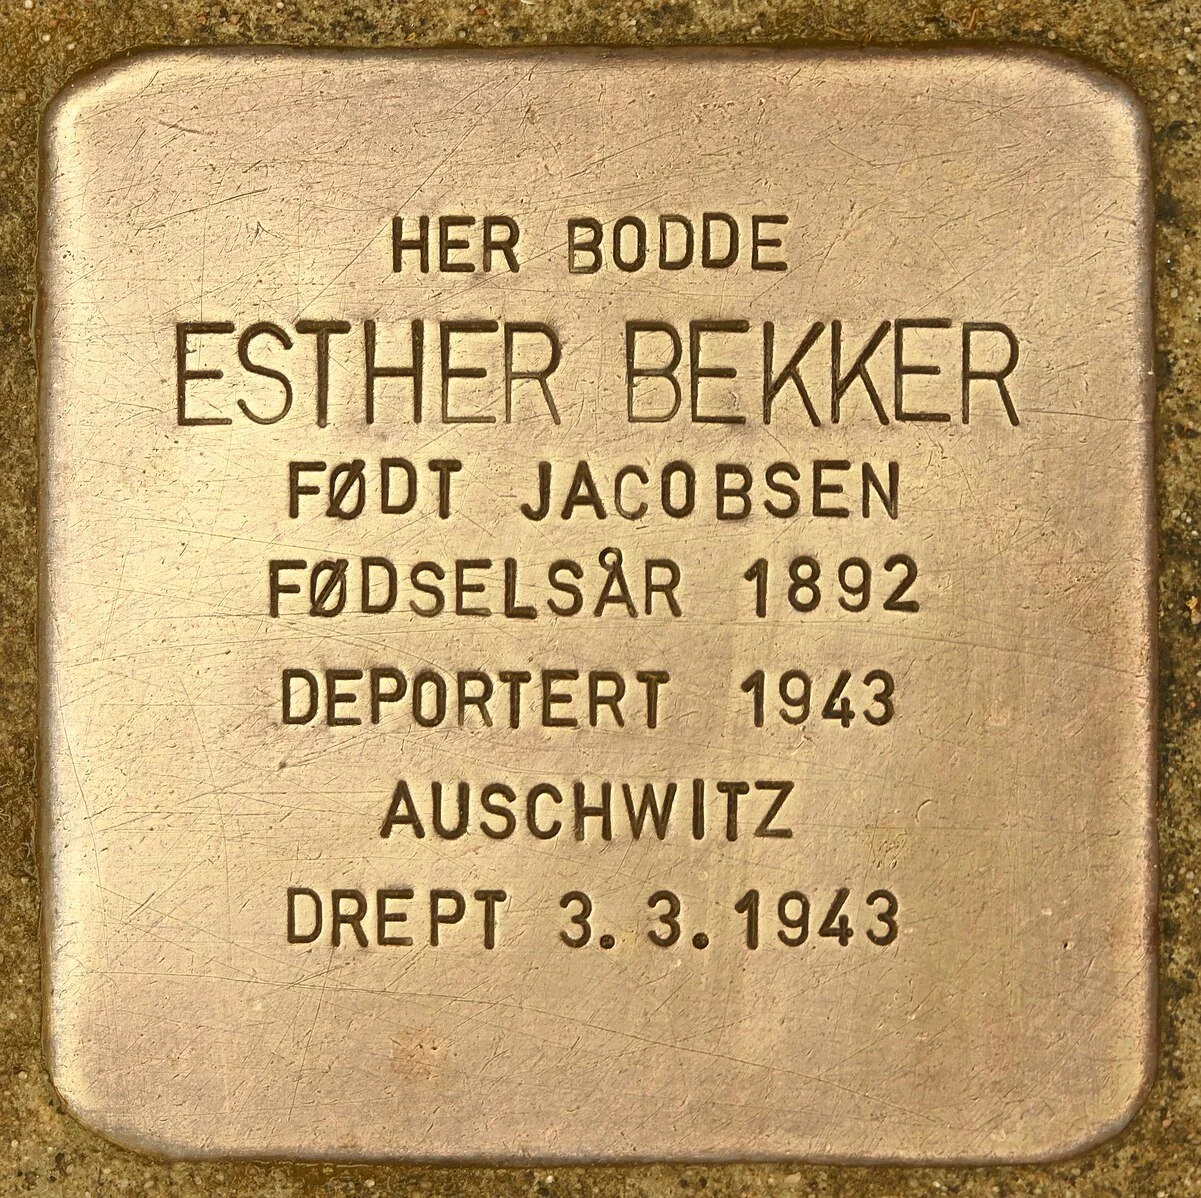 HER BODDE
ESTHER BEKKER
FØDT JACOBSEN
FØDSELSÅR 1892
DEPORTERT 1943
AUSCHWITZ
DREPT 3.3.1943